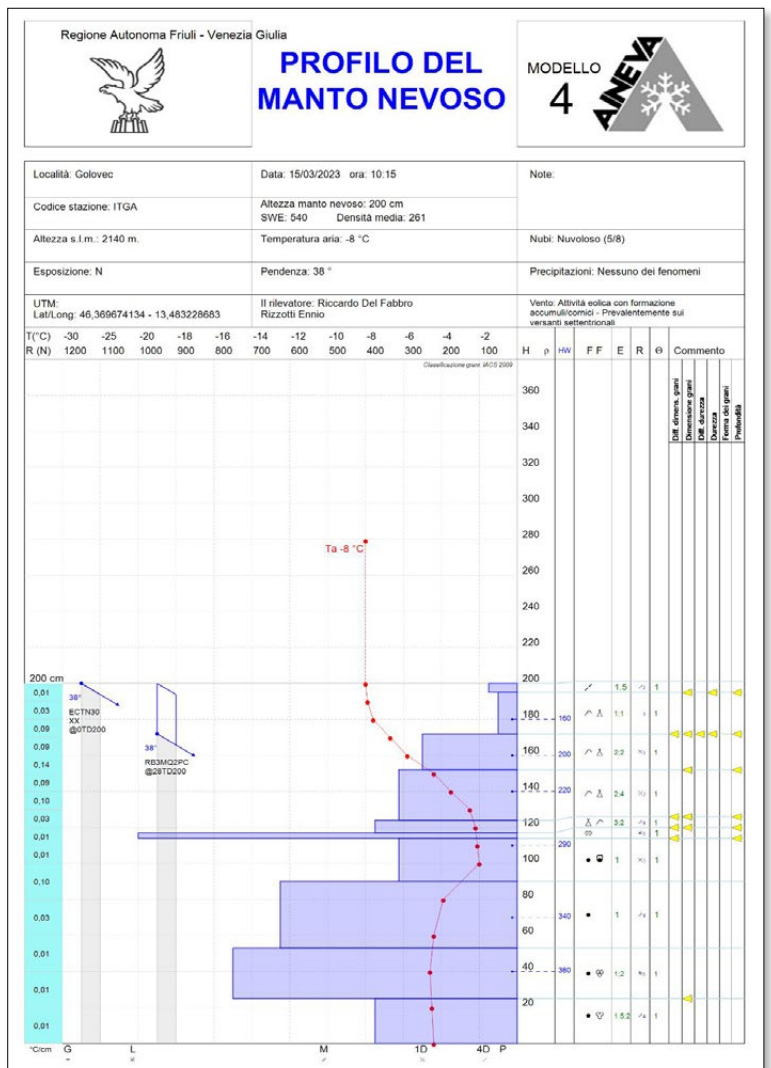 Regione Autonoma Friuli - Venezia Giulia
PROFILO DEL
MANTO NEVOSO
MODELLO
4
AINEVA
Località: Golovec
Data: 15/03/2023 ora: 10:15
Note:
Codice stazione: ITGA
Altezza manto nevoso: 200 cm
SWE: 540 Densità media: 261
Altezza s.l.m.: 2140 m.
Temperatura aria: -8 °C
Nubi: Nuvoloso (5/8)
Esposizione: N
Pendenza: 38 °
Precipitazioni: Nessuno dei fenomeni
UTM:
Lat/Long: 46,369674134 - 13,483228683
Il rilevatore: Riccardo Del Fabbro
Rizzotti Ennio
Vento: Attività eolica con formazione
accumuli/cornici - Prevalentemente sui
versanti settentrionali
T(°C) -30 -25 -20 -18 -16 -14 -12 -10 -8 -6 -4 -2
R (N) 1200 1100 1000 900 800 700 600 500 400 300 200 100 H ρ HW F F E R Θ Commento
Classificazione grani: IACS 2009
Diff. dimens. grani
Dimensione grani
Diff. durezza
Durezza
Forma dei grani
Profondità
360
340
320
300
280
Ta -8 °C
260
240
220
200 cm 200
0,01 38° 1.5 1
0,03 ECTN30 180 160 1:1 1
XX
0,09 @0TD200
0,09 38° 160 200 2:2 1
0,14 RB3MQ2PC
@28TD200
0,09 140 220 2:4 1
0,10
0,03 120 3:2 1
0,01 290 1
0,01 100 1 1
0,10 80
0,03 340 1 1
60
0,01 40 380 1:2 1
0,01 20
0,01 1.5:2 1
°C/cm G L M 1D 4D P